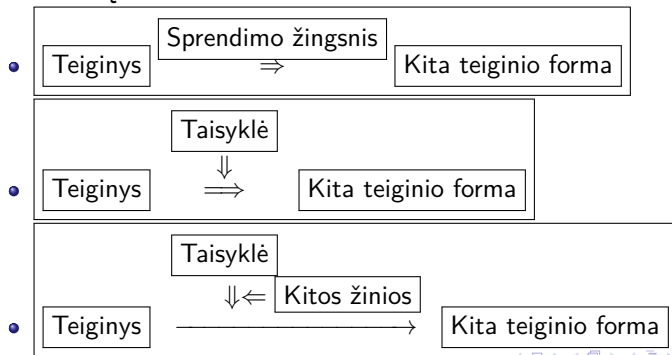 Sprendimo žingsnis
Teiginys ⇒ Kita teiginio forma
Taisyklė
⇓
Teiginys ⟹ Kita teiginio forma
Taisyklė
⇓⇐ Kitos žinios
Teiginys ⟶ Kita teiginio forma